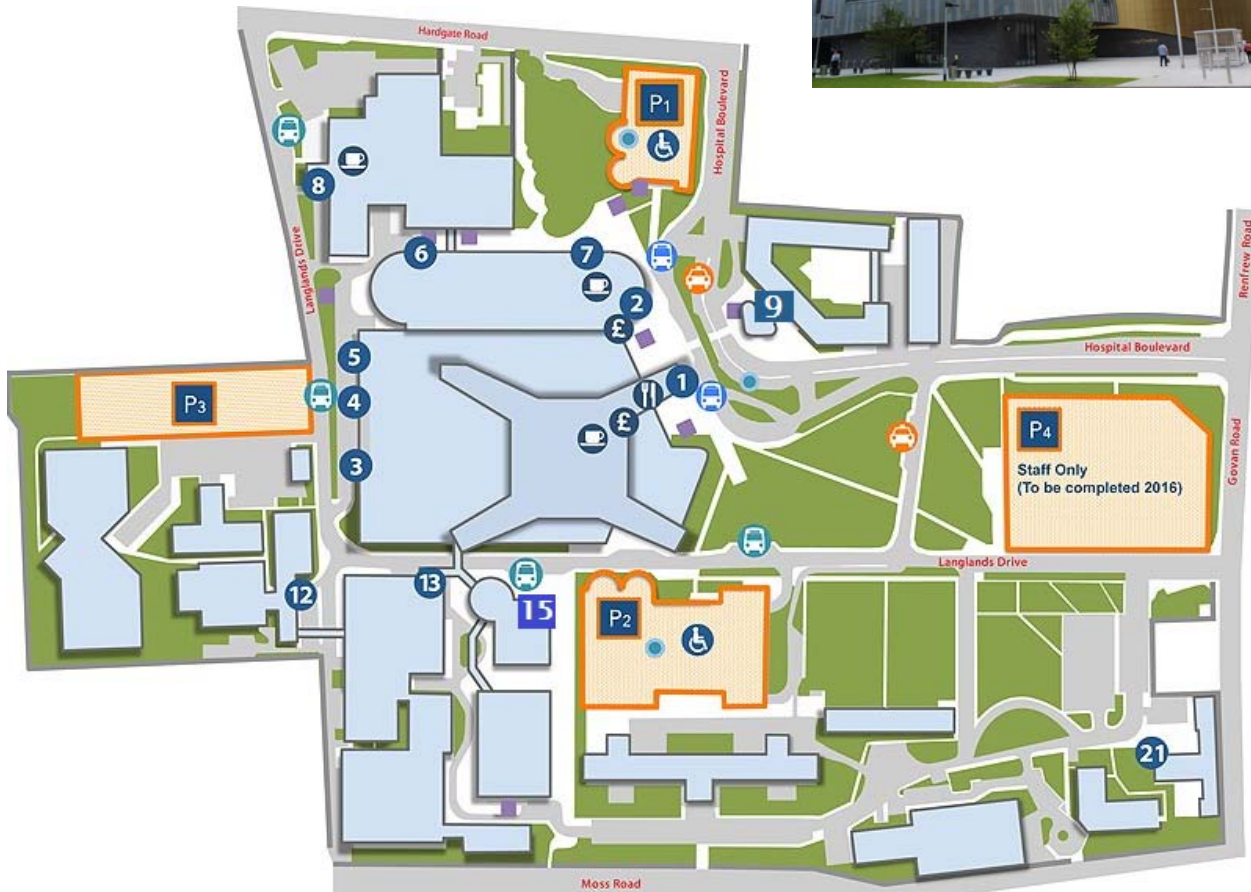 Hardgate Road
P1
Hospital Boulevard
8
Langlands Drive
6
7
2
£
9
Renfrew Road
5
1
Hospital Boulevard
P3
4
£
P4
Staff Only
(To be completed 2016)
3
Govan Road
Langlands Drive
13
12
15
P2
21
Moss Road